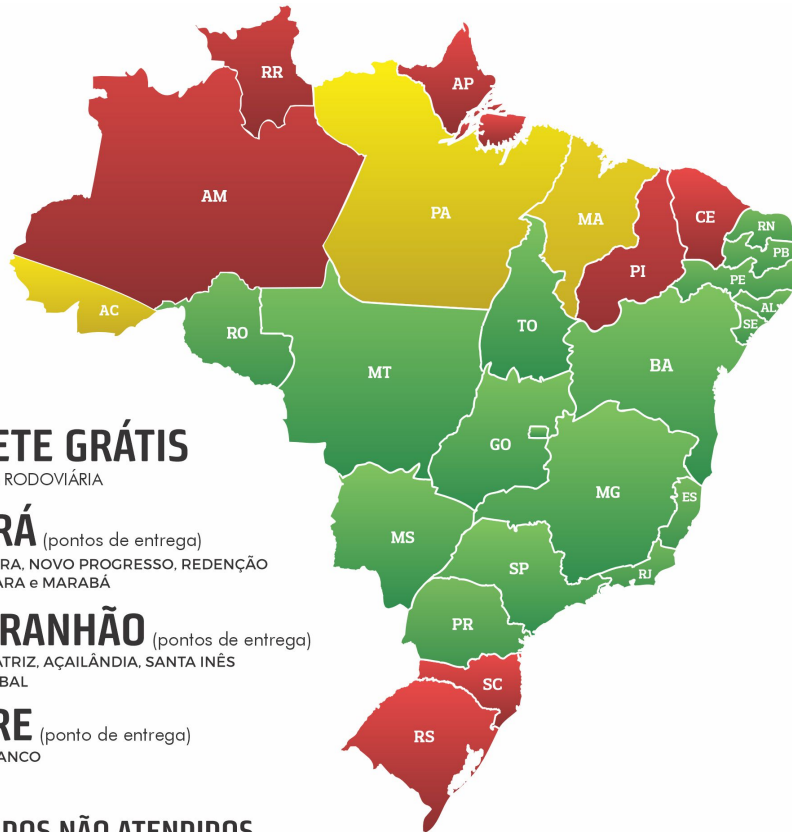 RR
AP
AM
PA
MA
CE
RN
PB
PI
PE
AL
SE
AC
RO
TO
MT
BA
GO
MG
ES
MS
SP
RJ
PR
SC
RS
ETE GRÁTIS
RODOVIÁRIA
RÁ (pontos de entrega)
RA, NOVO PROGRESSO, REDENÇÃO
ARA e MARABÁ
RANHÃO (pontos de entrega)
ATRIZ, AÇAILÂNDIA, SANTA INÊS
BAL
RE (ponto de entrega)
ANCO
DOS NÃO ATENDIDOS